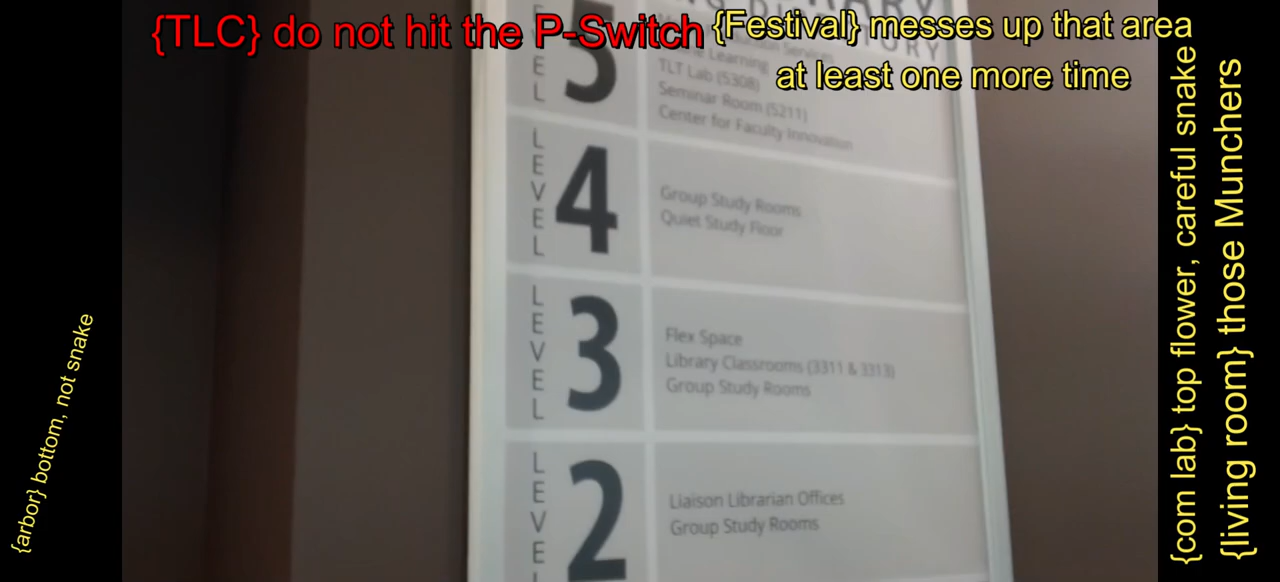 {TLC} do not hit the P-Switch
{Festival} messes up that area
at least one more time
{com lab} top flower, careful snake
{living room} those Munchers
{arbor} bottom, not snake
LEVEL 5
Learning
TLT Lab (5308)
Seminar Room (5211)
Center for Faculty Innovation
LEVEL 4
Group Study Rooms
Quiet Study Floor
LEVEL 3
Flex Space
Library Classrooms (3311 & 3313)
Group Study Rooms
LEVEL 2
Liaison Librarian Offices
Group Study Rooms